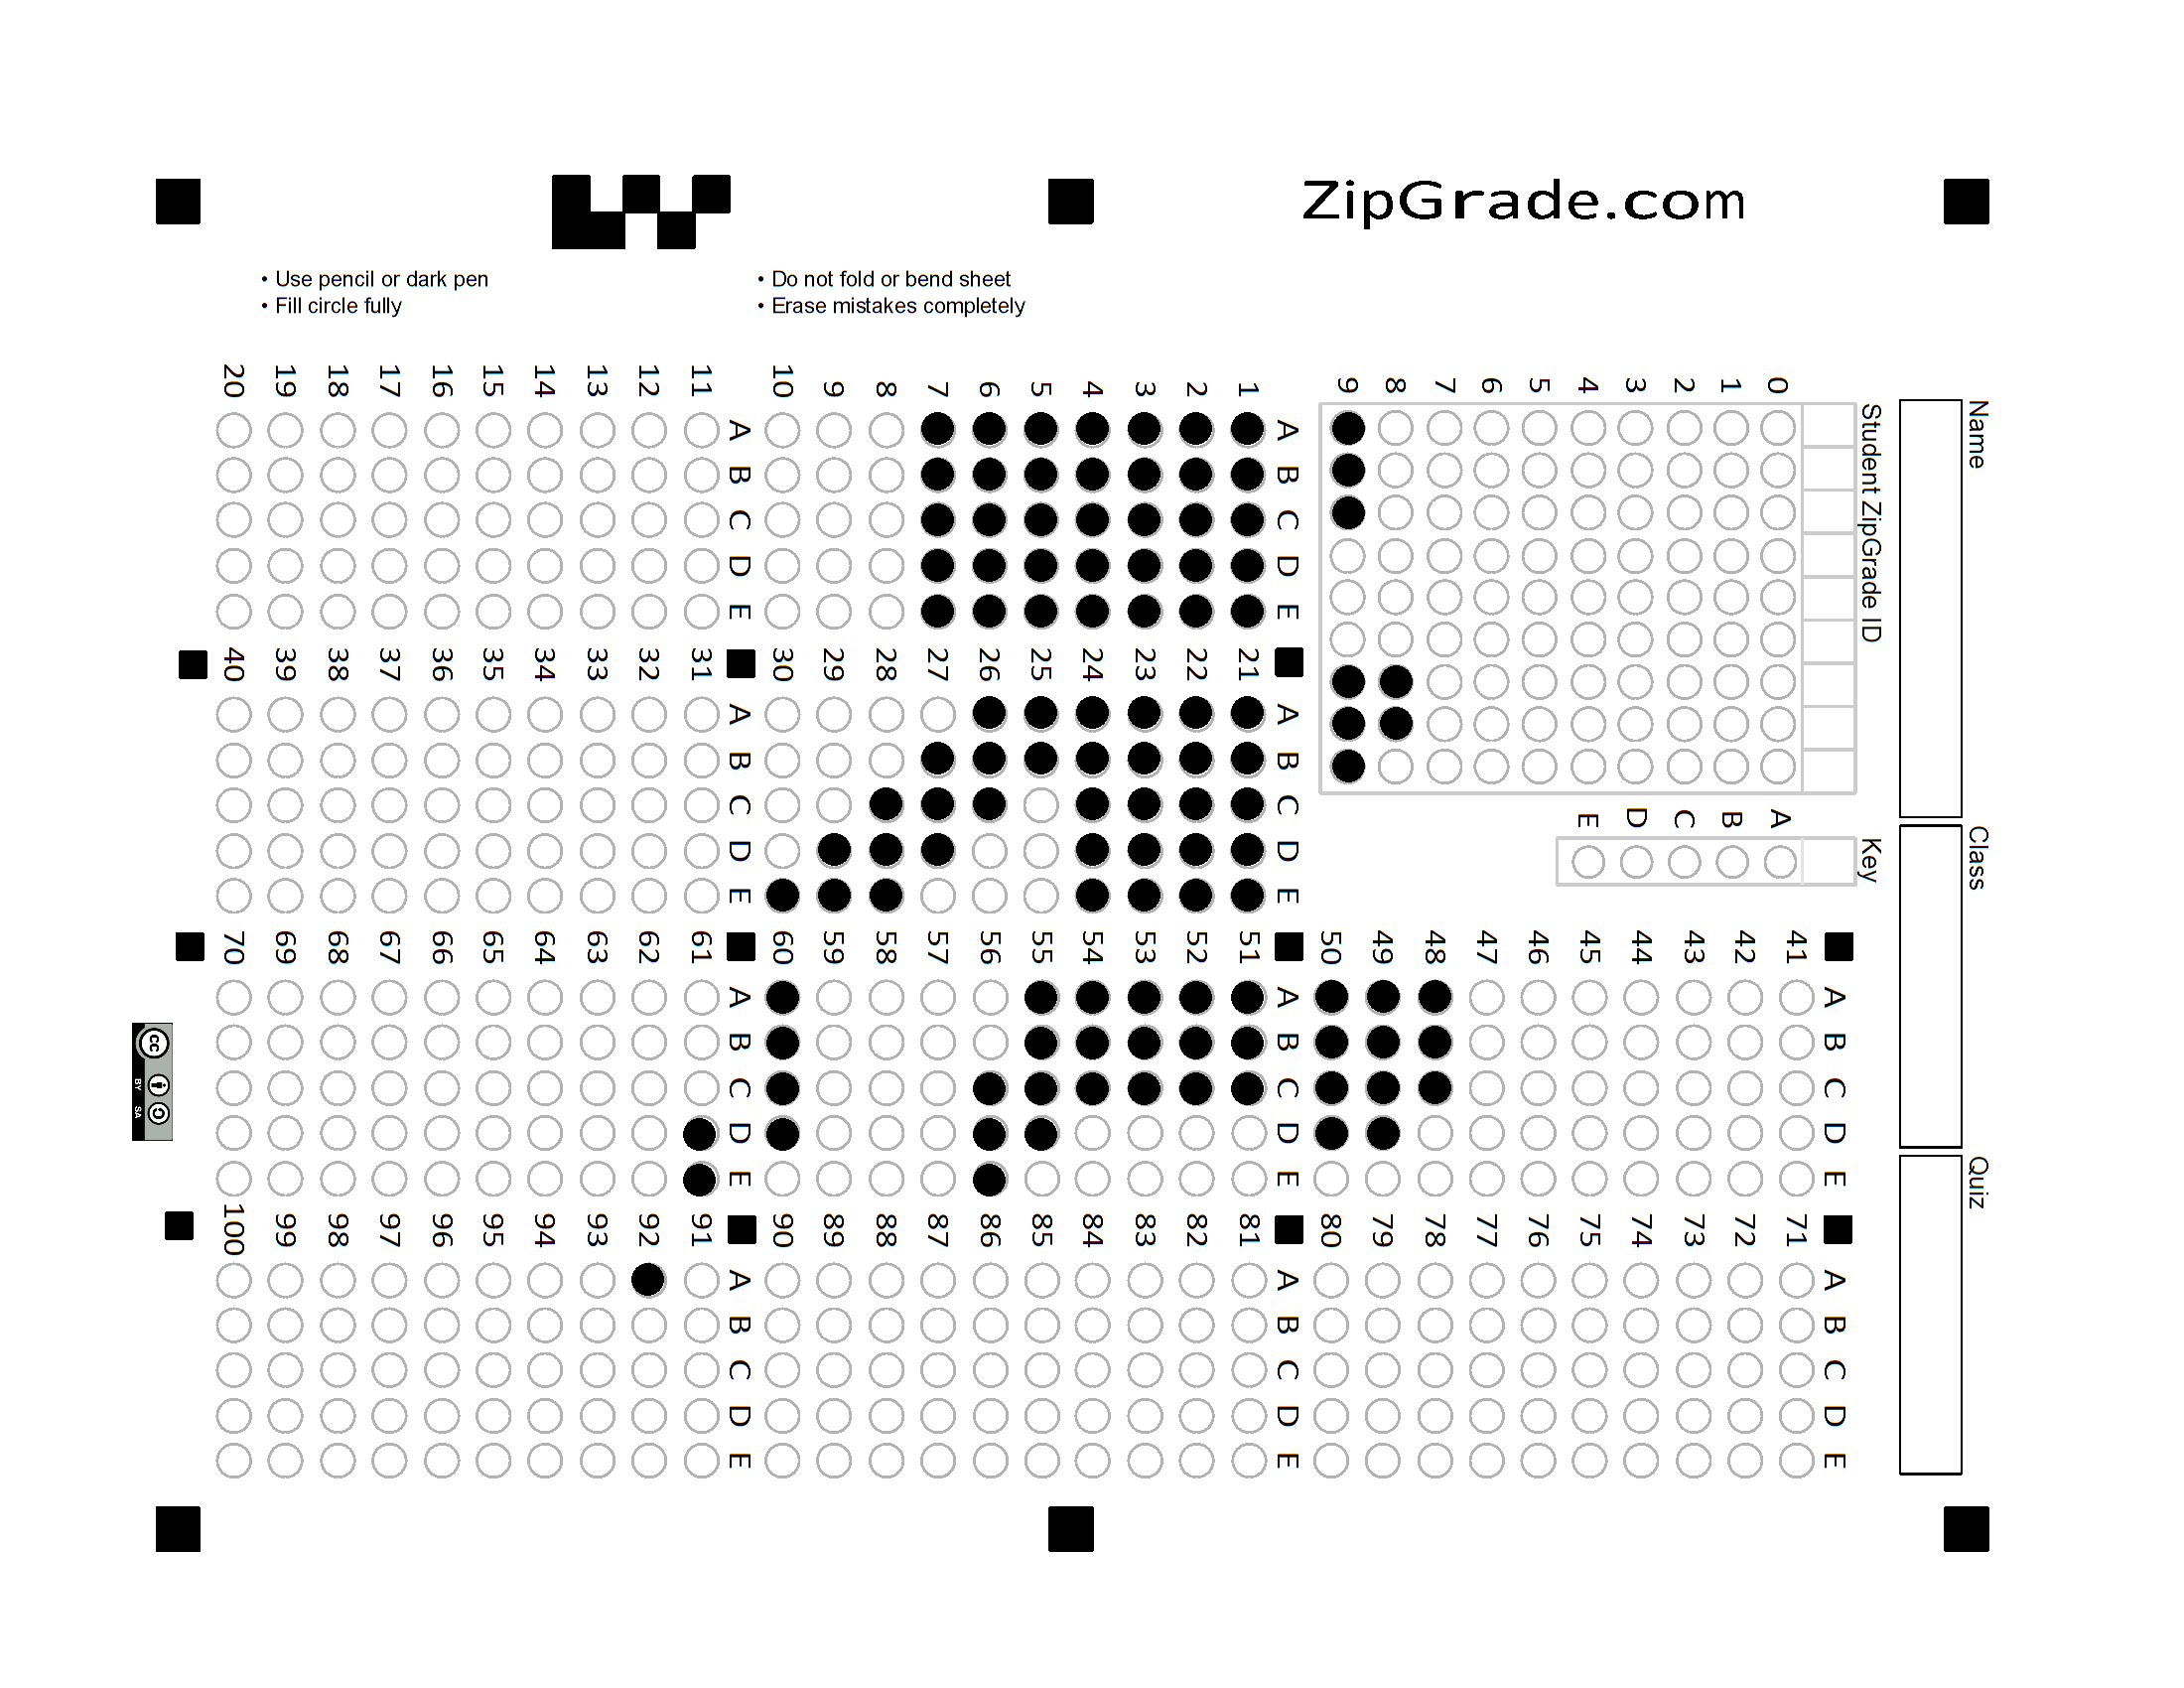 ZipGrade.com
• Use pencil or dark pen
• Fill circle fully
• Do not fold or bend sheet
• Erase mistakes completely
Name
Class
Quiz
Student ZipGrade ID
0 1 2 3 4 5 6 7 8 9
Key
A B C D E
A B C D E
1 2 3 4 5 6 7 8 9 10
A B C D E
11 12 13 14 15 16 17 18 19 20
21 22 23 24 25 26 27 28 29 30
A B C D E
A B C D E
31 32 33 34 35 36 37 38 39 40
41 42 43 44 45 46 47 48 49 50
A B C D E
51 52 53 54 55 56 57 58 59 60
A B C D E
61 62 63 64 65 66 67 68 69 70
A B C D E
71 72 73 74 75 76 77 78 79 80
A B C D E
81 82 83 84 85 86 87 88 89 90
A B C D E
91 92 93 94 95 96 97 98 99 100
A B C D E
cc
BY SA